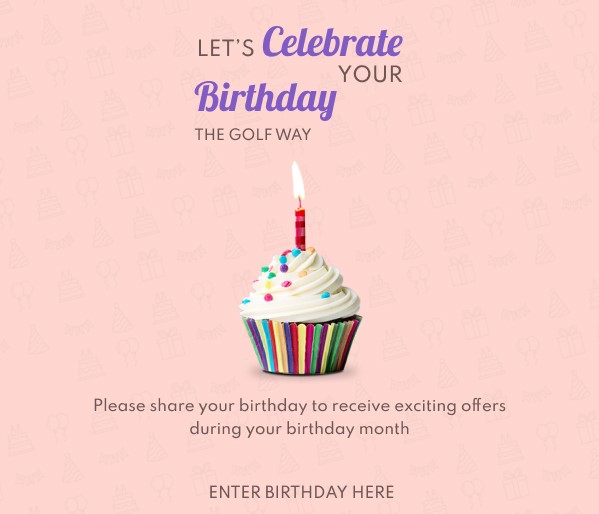 LET'S Celebrate
YOUR
Birthday
THE GOLF WAY
Please share your birthday to receive exciting offers
during your birthday month
ENTER BIRTHDAY HERE